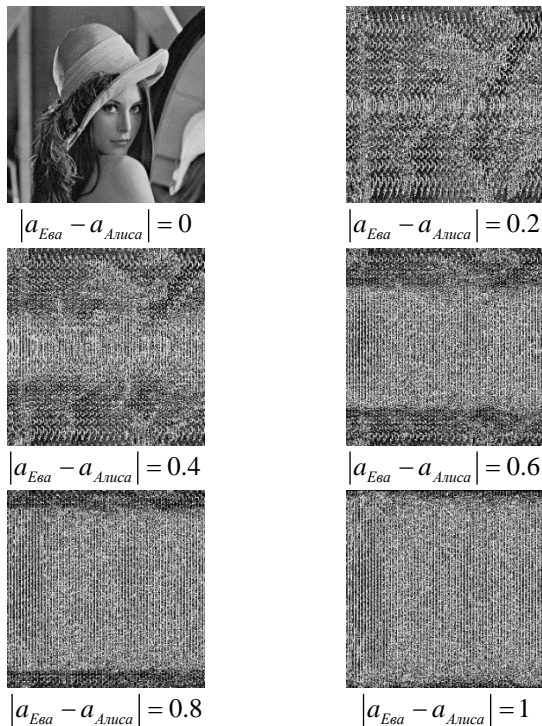 |a_Ева − a_Алиса| = 0
|a_Ева − a_Алиса| = 0.2
|a_Ева − a_Алиса| = 0.4
|a_Ева − a_Алиса| = 0.6
|a_Ева − a_Алиса| = 0.8
|a_Ева − a_Алиса| = 1